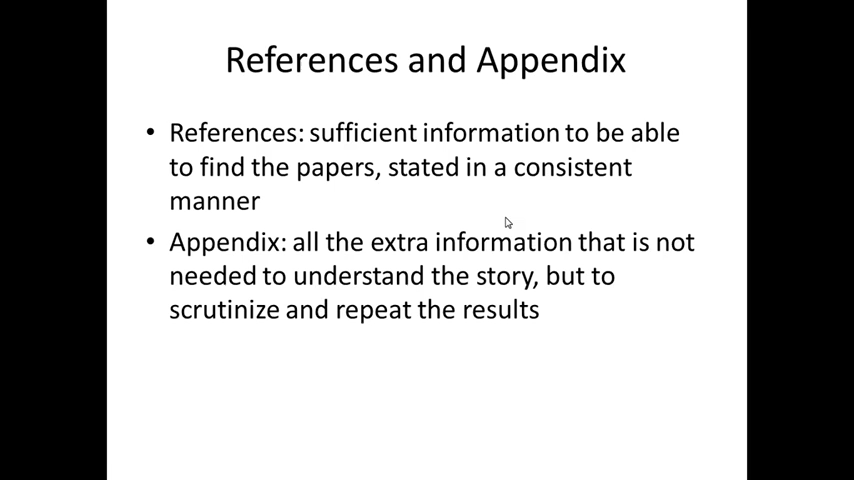 References and Appendix
• References: sufficient information to be able
to find the papers, stated in a consistent
manner
• Appendix: all the extra information that is not
needed to understand the story, but to
scrutinize and repeat the results